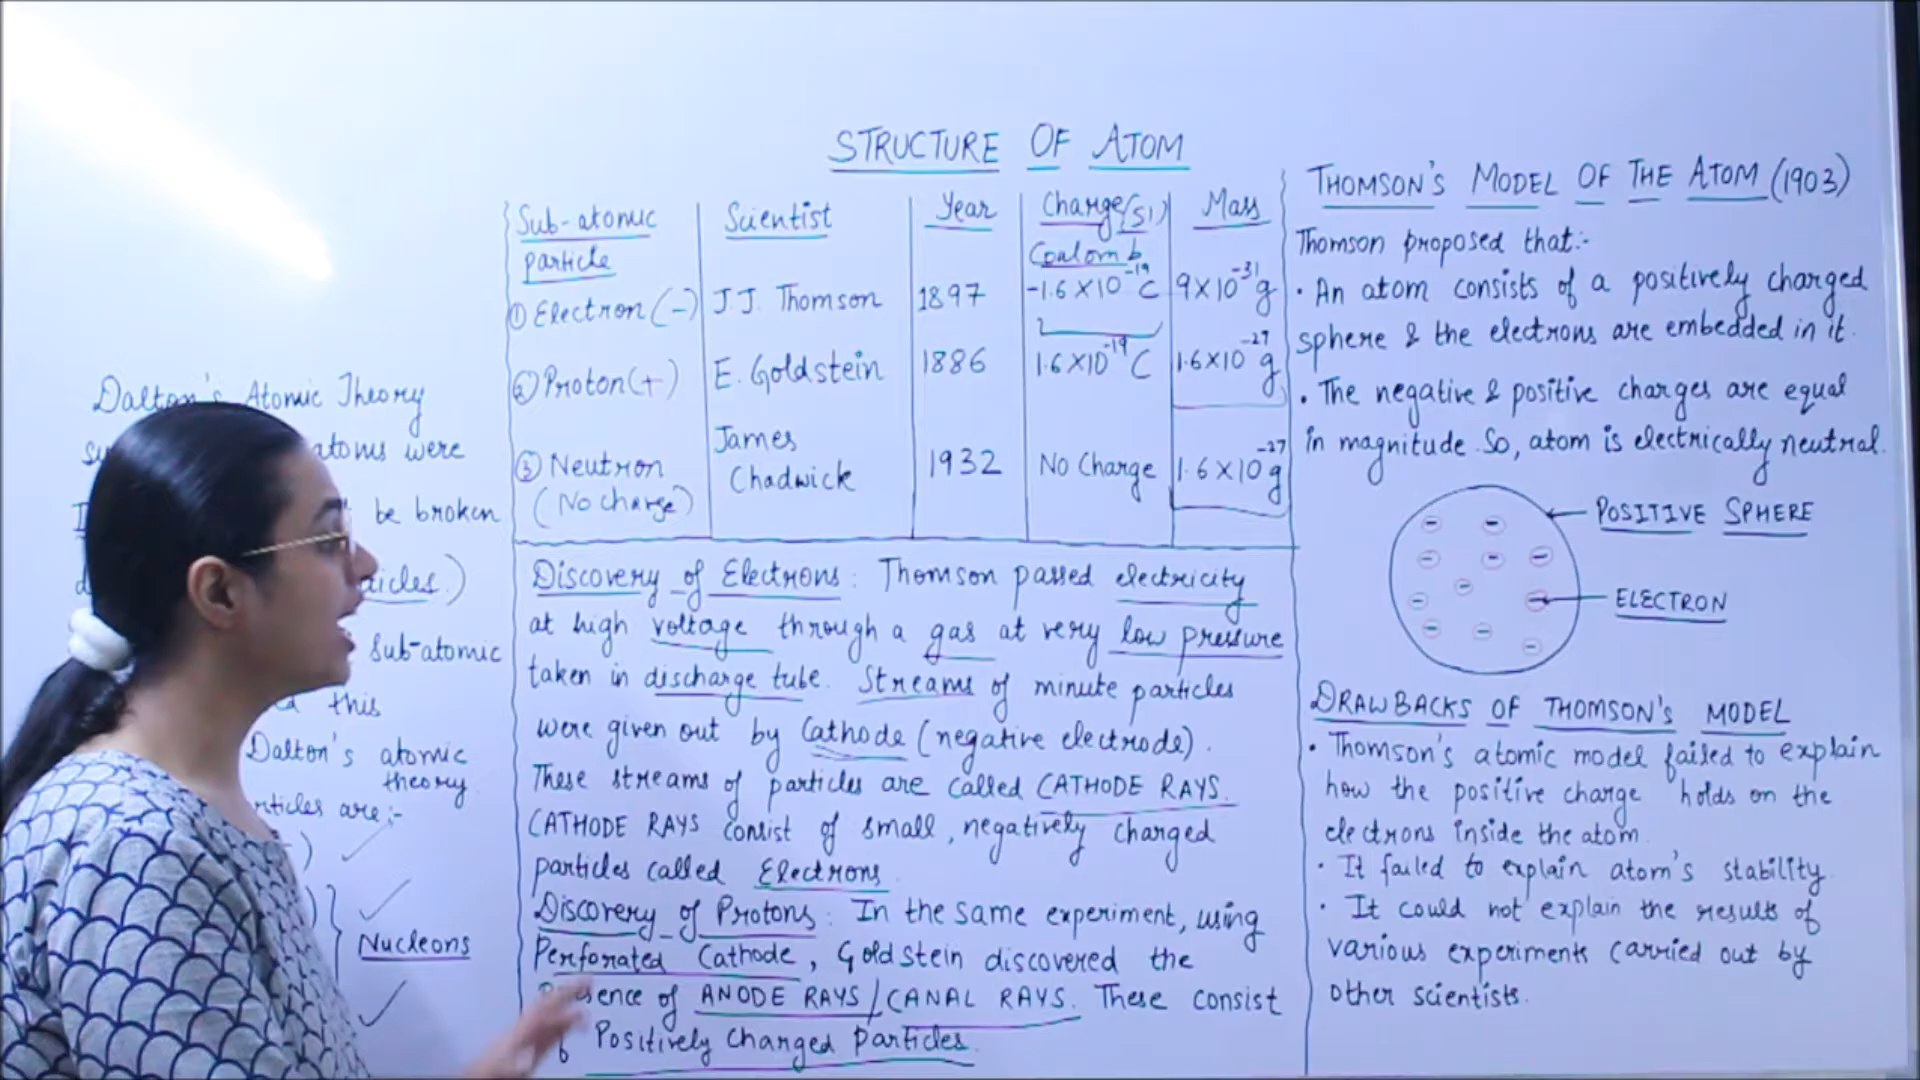 STRUCTURE OF ATOM
Dalton's Atomic Theory
atoms were
be broken
ticles.)
Sub-atomic
this
Dalton's atomic
theory.
rticles are:-
Nucleons
Sub-atomic particle | Scientist | Year | Charge (SI) Coulomb | Mass
① Electron (-) | J.J. Thomson | 1897 | -1.6 × 10⁻¹⁹ C | 9 × 10⁻³¹ g
② Proton (+) | E. Goldstein | 1886 | 1.6 × 10⁻¹⁹ C | 1.6 × 10⁻²⁷ g
③ Neutron (No charge) | James Chadwick | 1932 | No Charge | 1.6 × 10⁻²⁷ g
Discovery of Electrons: Thomson passed electricity
at high voltage through a gas at very low pressure
taken in discharge tube. Streams of minute particles
were given out by Cathode (negative electrode).
These streams of particles are called CATHODE RAYS.
CATHODE RAYS consist of small, negatively charged
particles called Electrons.
Discovery of Protons: In the same experiment, using
Perforated Cathode, Goldstein discovered the
sence of ANODE RAYS / CANAL RAYS. These consist
Positively Charged Particles.
THOMSON'S MODEL OF THE ATOM (1903)
Thomson proposed that:-
• An atom consists of a positively charged
sphere & the electrons are embedded in it.
• The negative & positive charges are equal
in magnitude. So, atom is electrically neutral.
POSITIVE SPHERE
ELECTRON
DRAWBACKS OF THOMSON'S MODEL
• Thomson's atomic model failed to explain
how the positive charge holds on the
electrons inside the atom.
• It failed to explain atom's stability.
• It could not explain the results of
various experiments carried out by
other scientists.